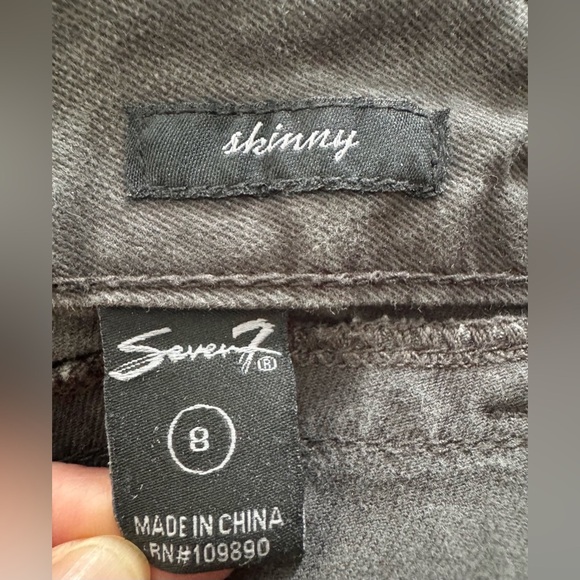 skinny
Seven7®
8
MADE IN CHINA
RN#109890